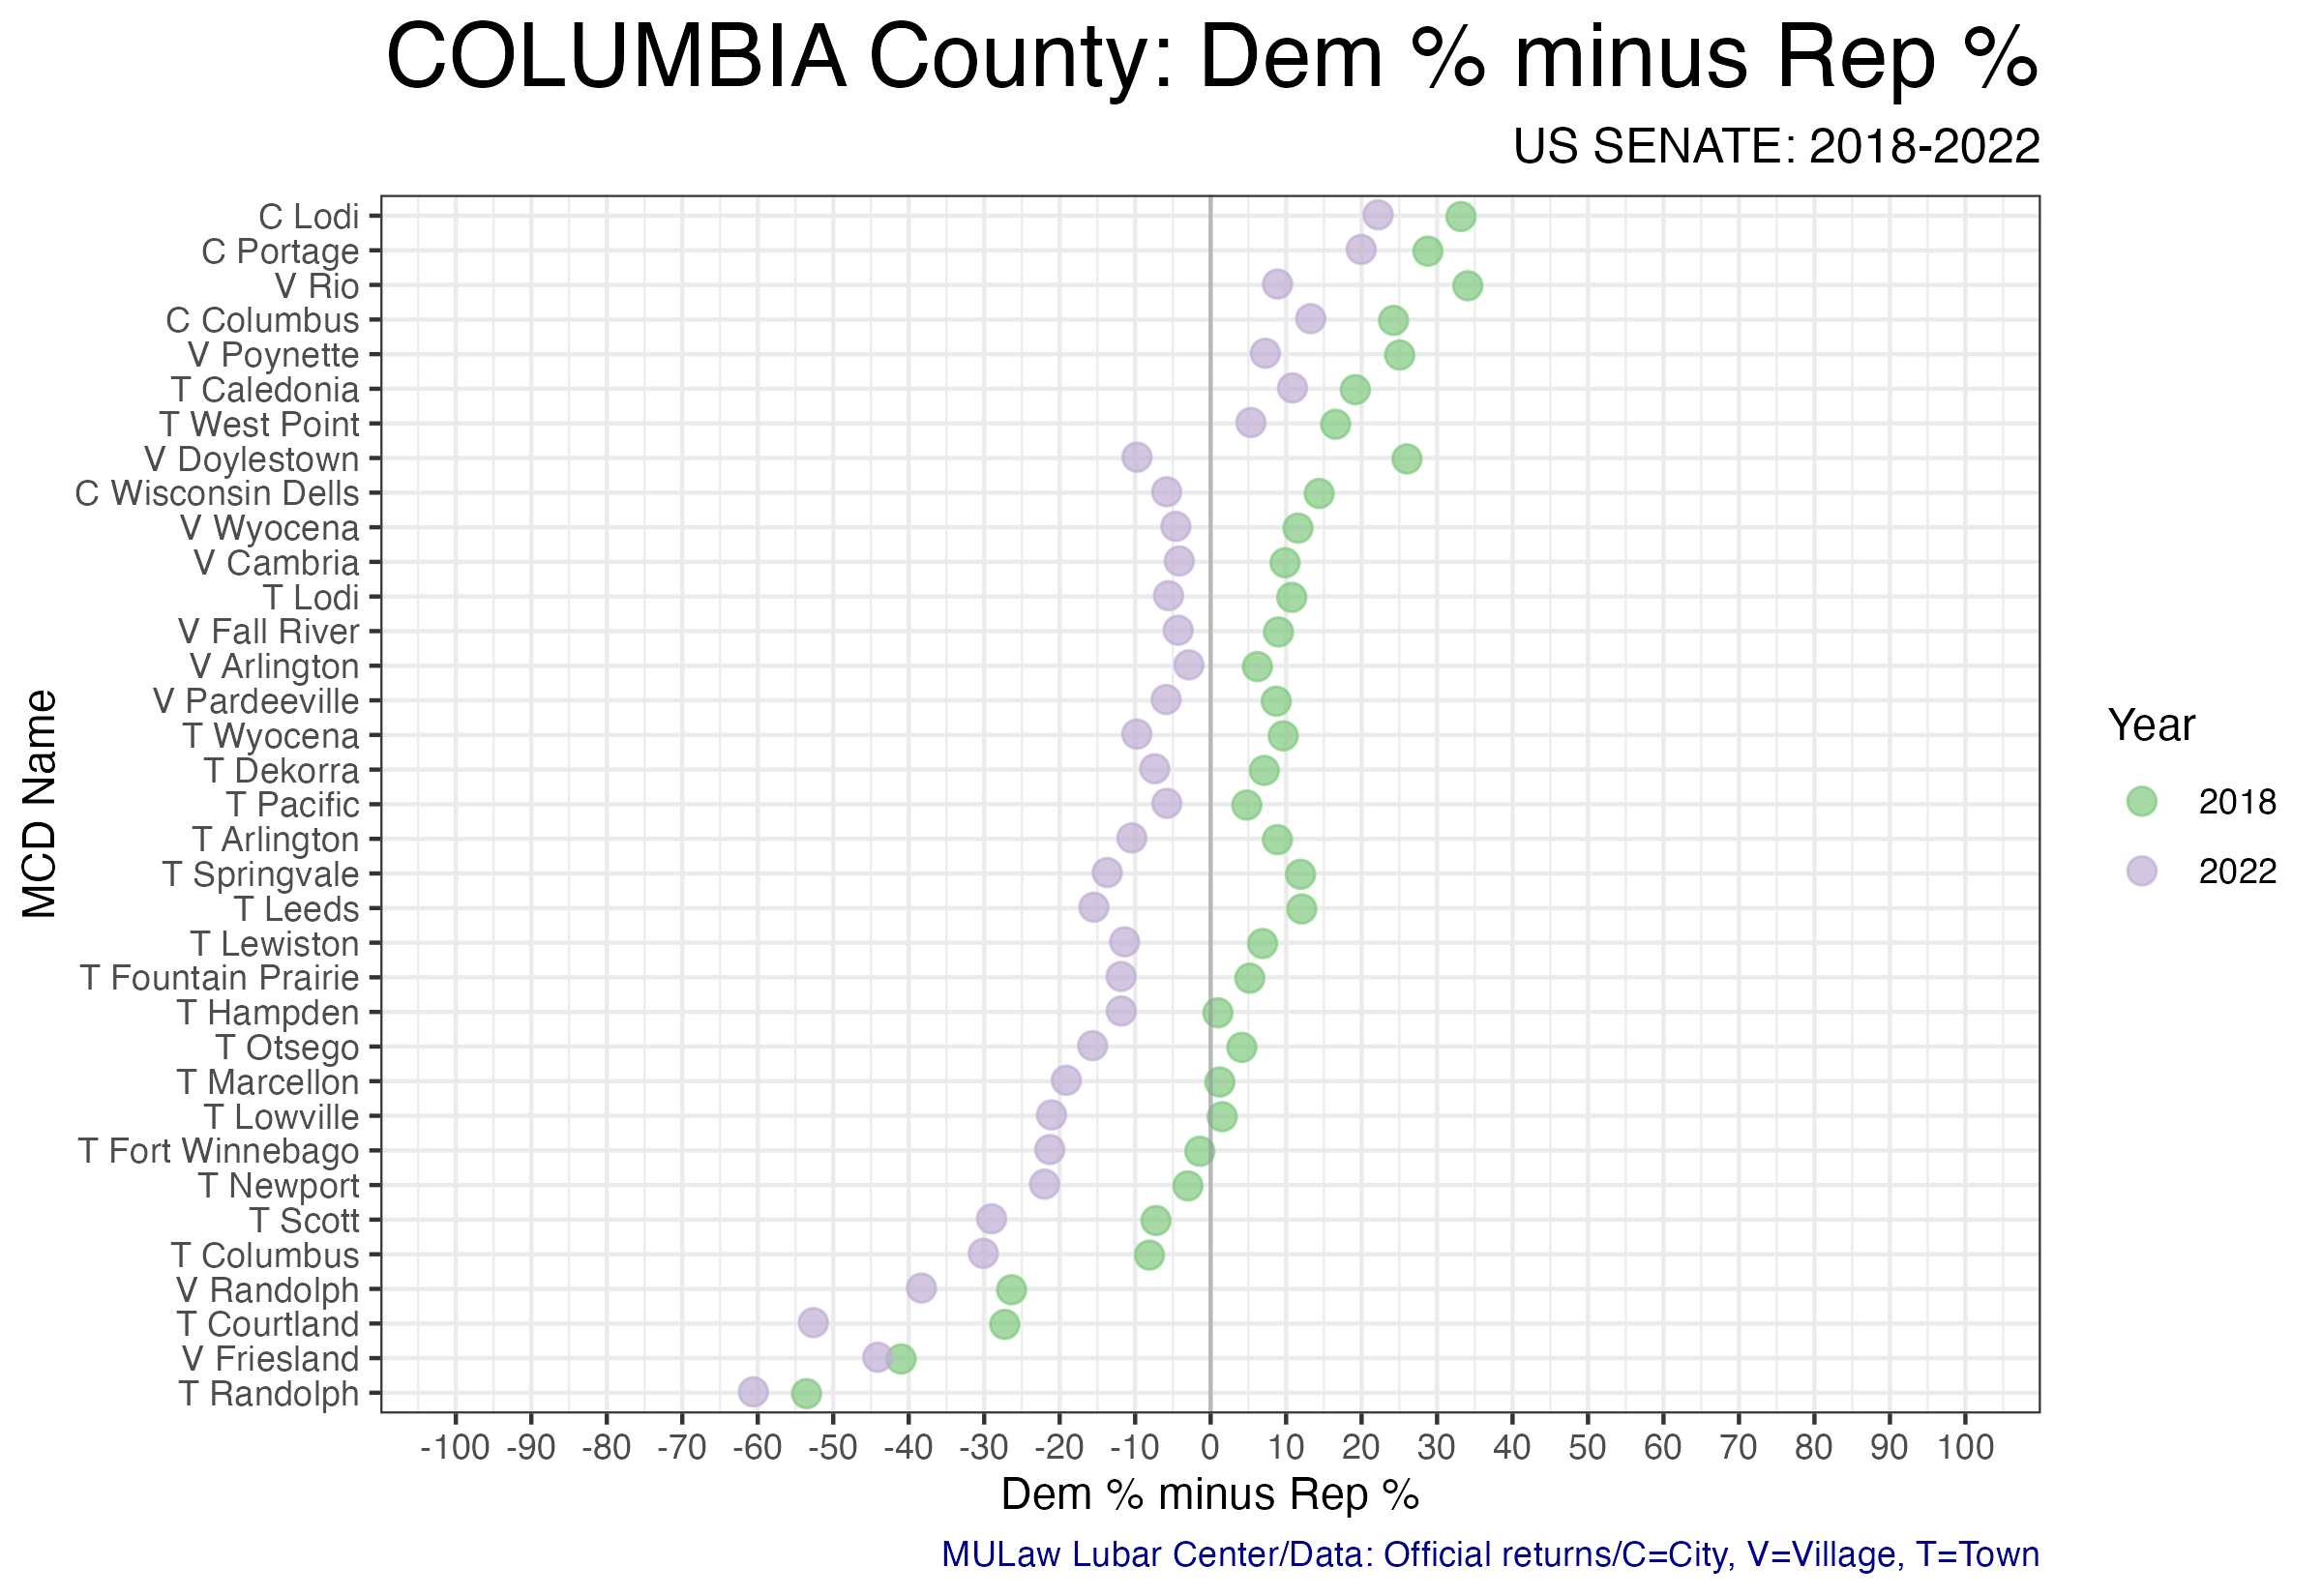 COLUMBIA County: Dem % minus Rep %
US SENATE: 2018-2022
C Lodi
C Portage
V Rio
C Columbus
V Poynette
T Caledonia
T West Point
V Doylestown
C Wisconsin Dells
V Wyocena
V Cambria
T Lodi
V Fall River
V Arlington
V Pardeeville
T Wyocena
T Dekorra
T Pacific
T Arlington
T Springvale
T Leeds
T Lewiston
T Fountain Prairie
T Hampden
T Otsego
T Marcellon
T Lowville
T Fort Winnebago
T Newport
T Scott
T Columbus
V Randolph
T Courtland
V Friesland
T Randolph
MCD Name
-100 -90 -80 -70 -60 -50 -40 -30 -20 -10 0 10 20 30 40 50 60 70 80 90 100
Dem % minus Rep %
Year
2018
2022
MULaw Lubar Center/Data: Official returns/C=City, V=Village, T=Town